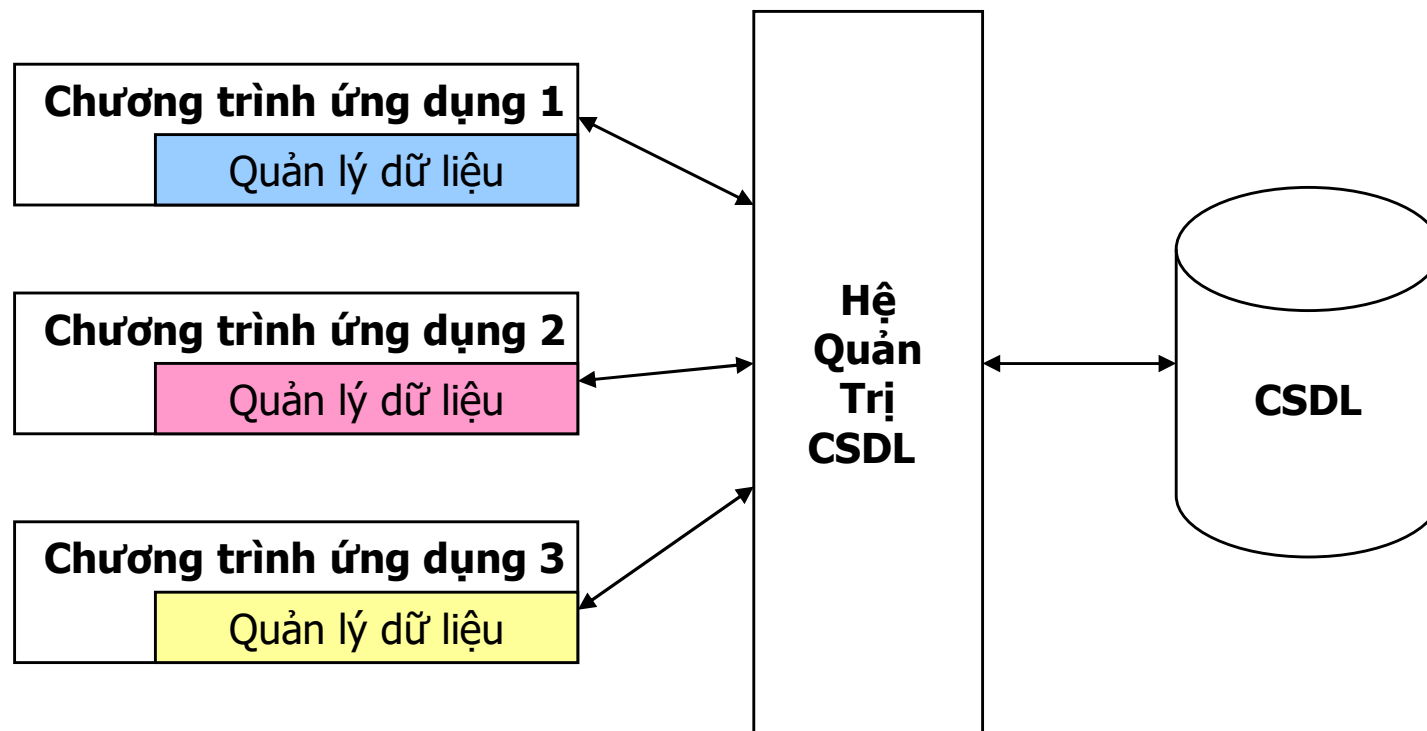 Chương trình ứng dụng 1
Quản lý dữ liệu
Chương trình ứng dụng 2
Quản lý dữ liệu
Chương trình ứng dụng 3
Quản lý dữ liệu
Hệ
Quản
Trị
CSDL
CSDL